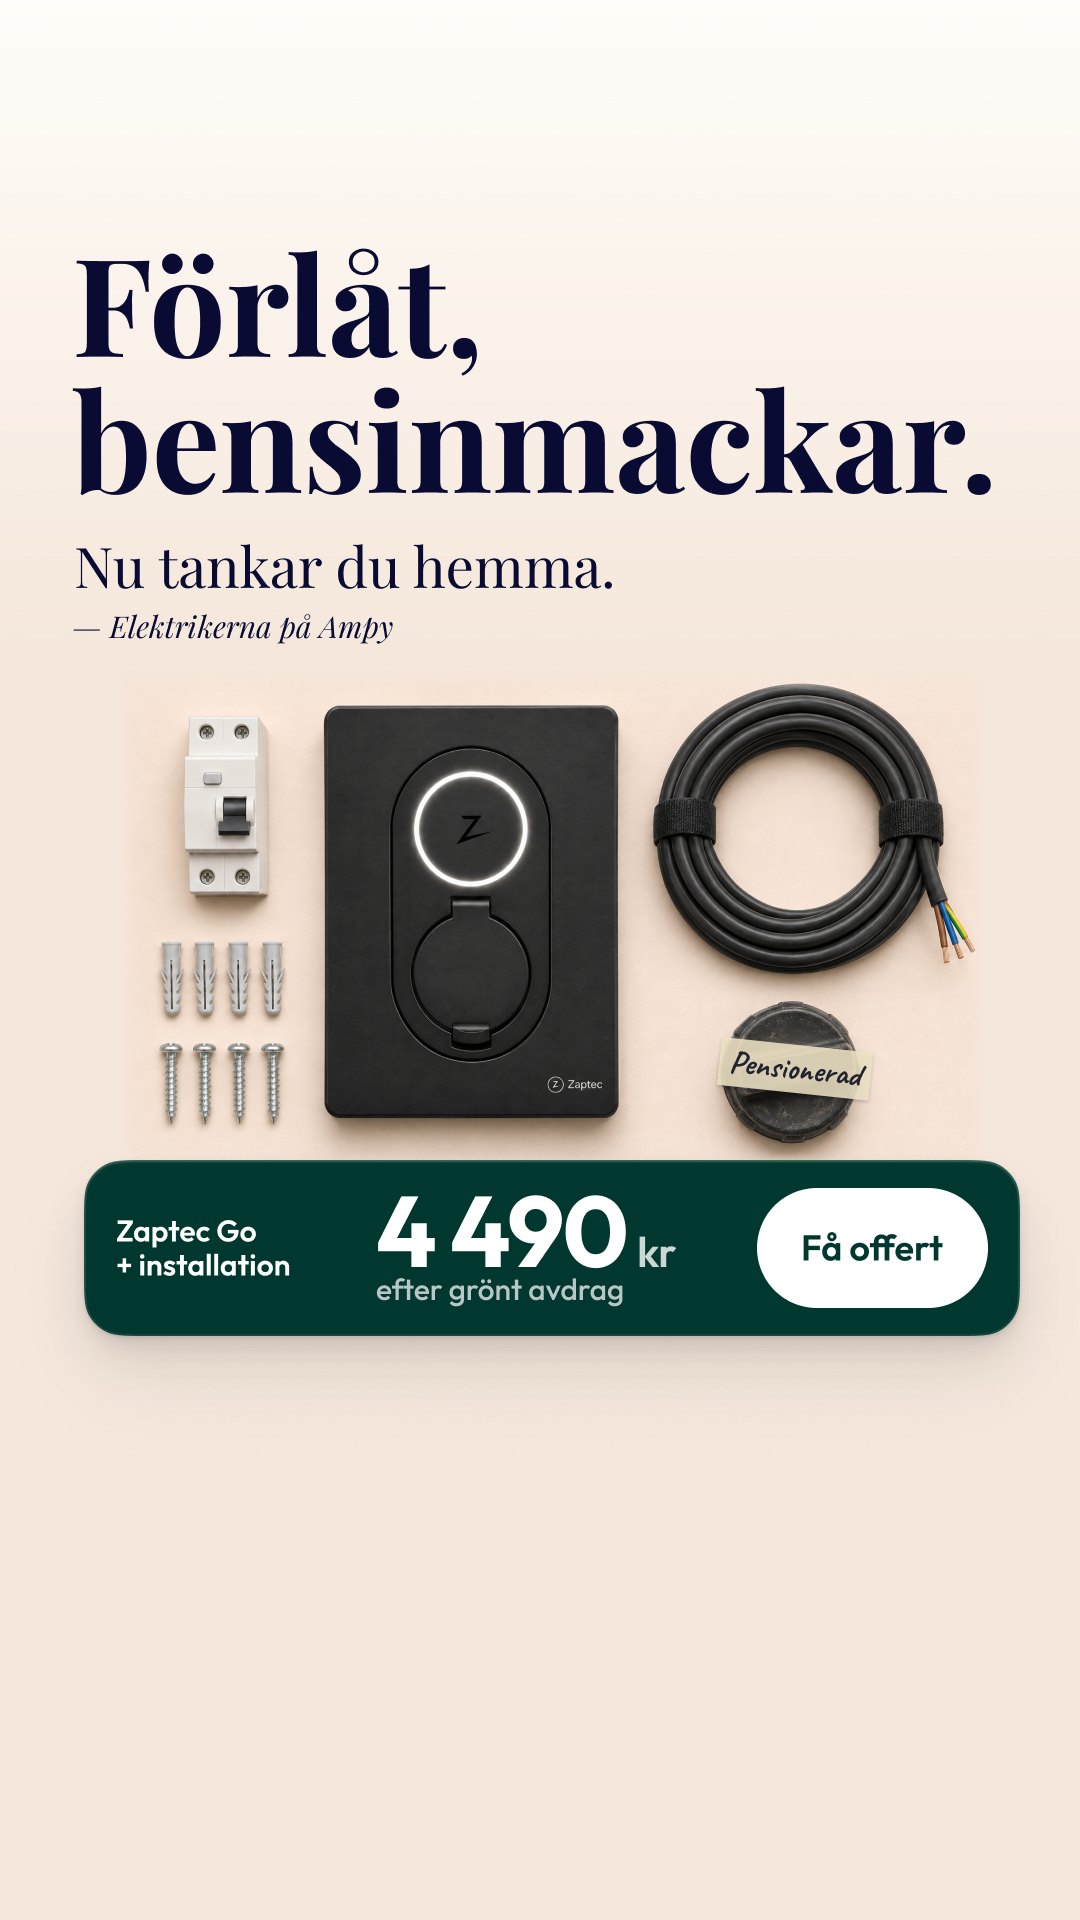 Förlåt,
bensinmackar.
Nu tankar du hemma.
— Elektrikerna på Ampy
Zaptec
Pensionerad
Zaptec Go
+ installation
4 490 kr
efter grönt avdrag
Få offert